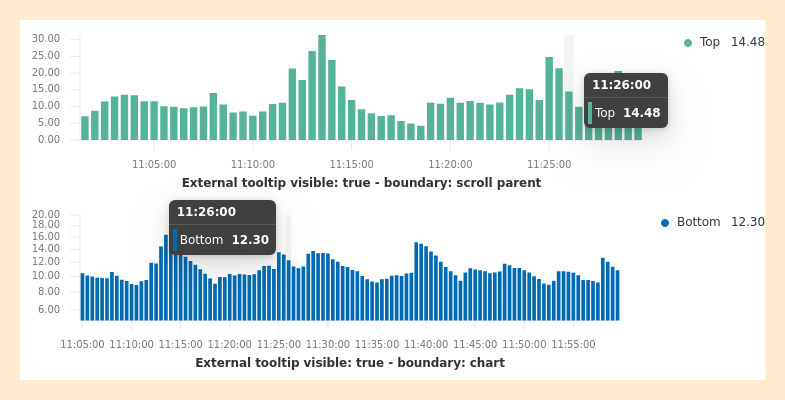 30.00
25.00
20.00
15.00
10.00
5.00
0.00
Top 14.48
11:26:00
Top 14.48
11:05:00 11:10:00 11:15:00 11:20:00 11:25:00
External tooltip visible: true - boundary: scroll parent
20.00
18.00
16.00
14.00
12.00
10.00
8.00
6.00
11:26:00
Bottom 12.30
Bottom 12.30
11:05:00 11:10:00 11:15:00 11:20:00 11:25:00 11:30:00 11:35:00 11:40:00 11:45:00 11:50:00 11:55:00
External tooltip visible: true - boundary: chart